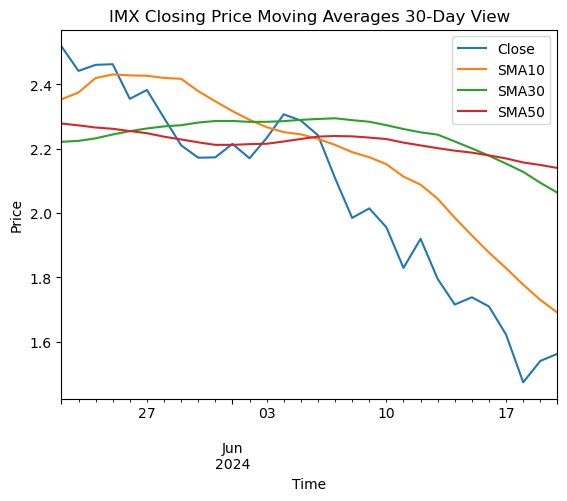 IMX Closing Price Moving Averages 30-Day View
Close
SMA10
SMA30
SMA50
Price
2.4
2.2
2.0
1.8
1.6
27
03
10
17
Jun
2024
Time